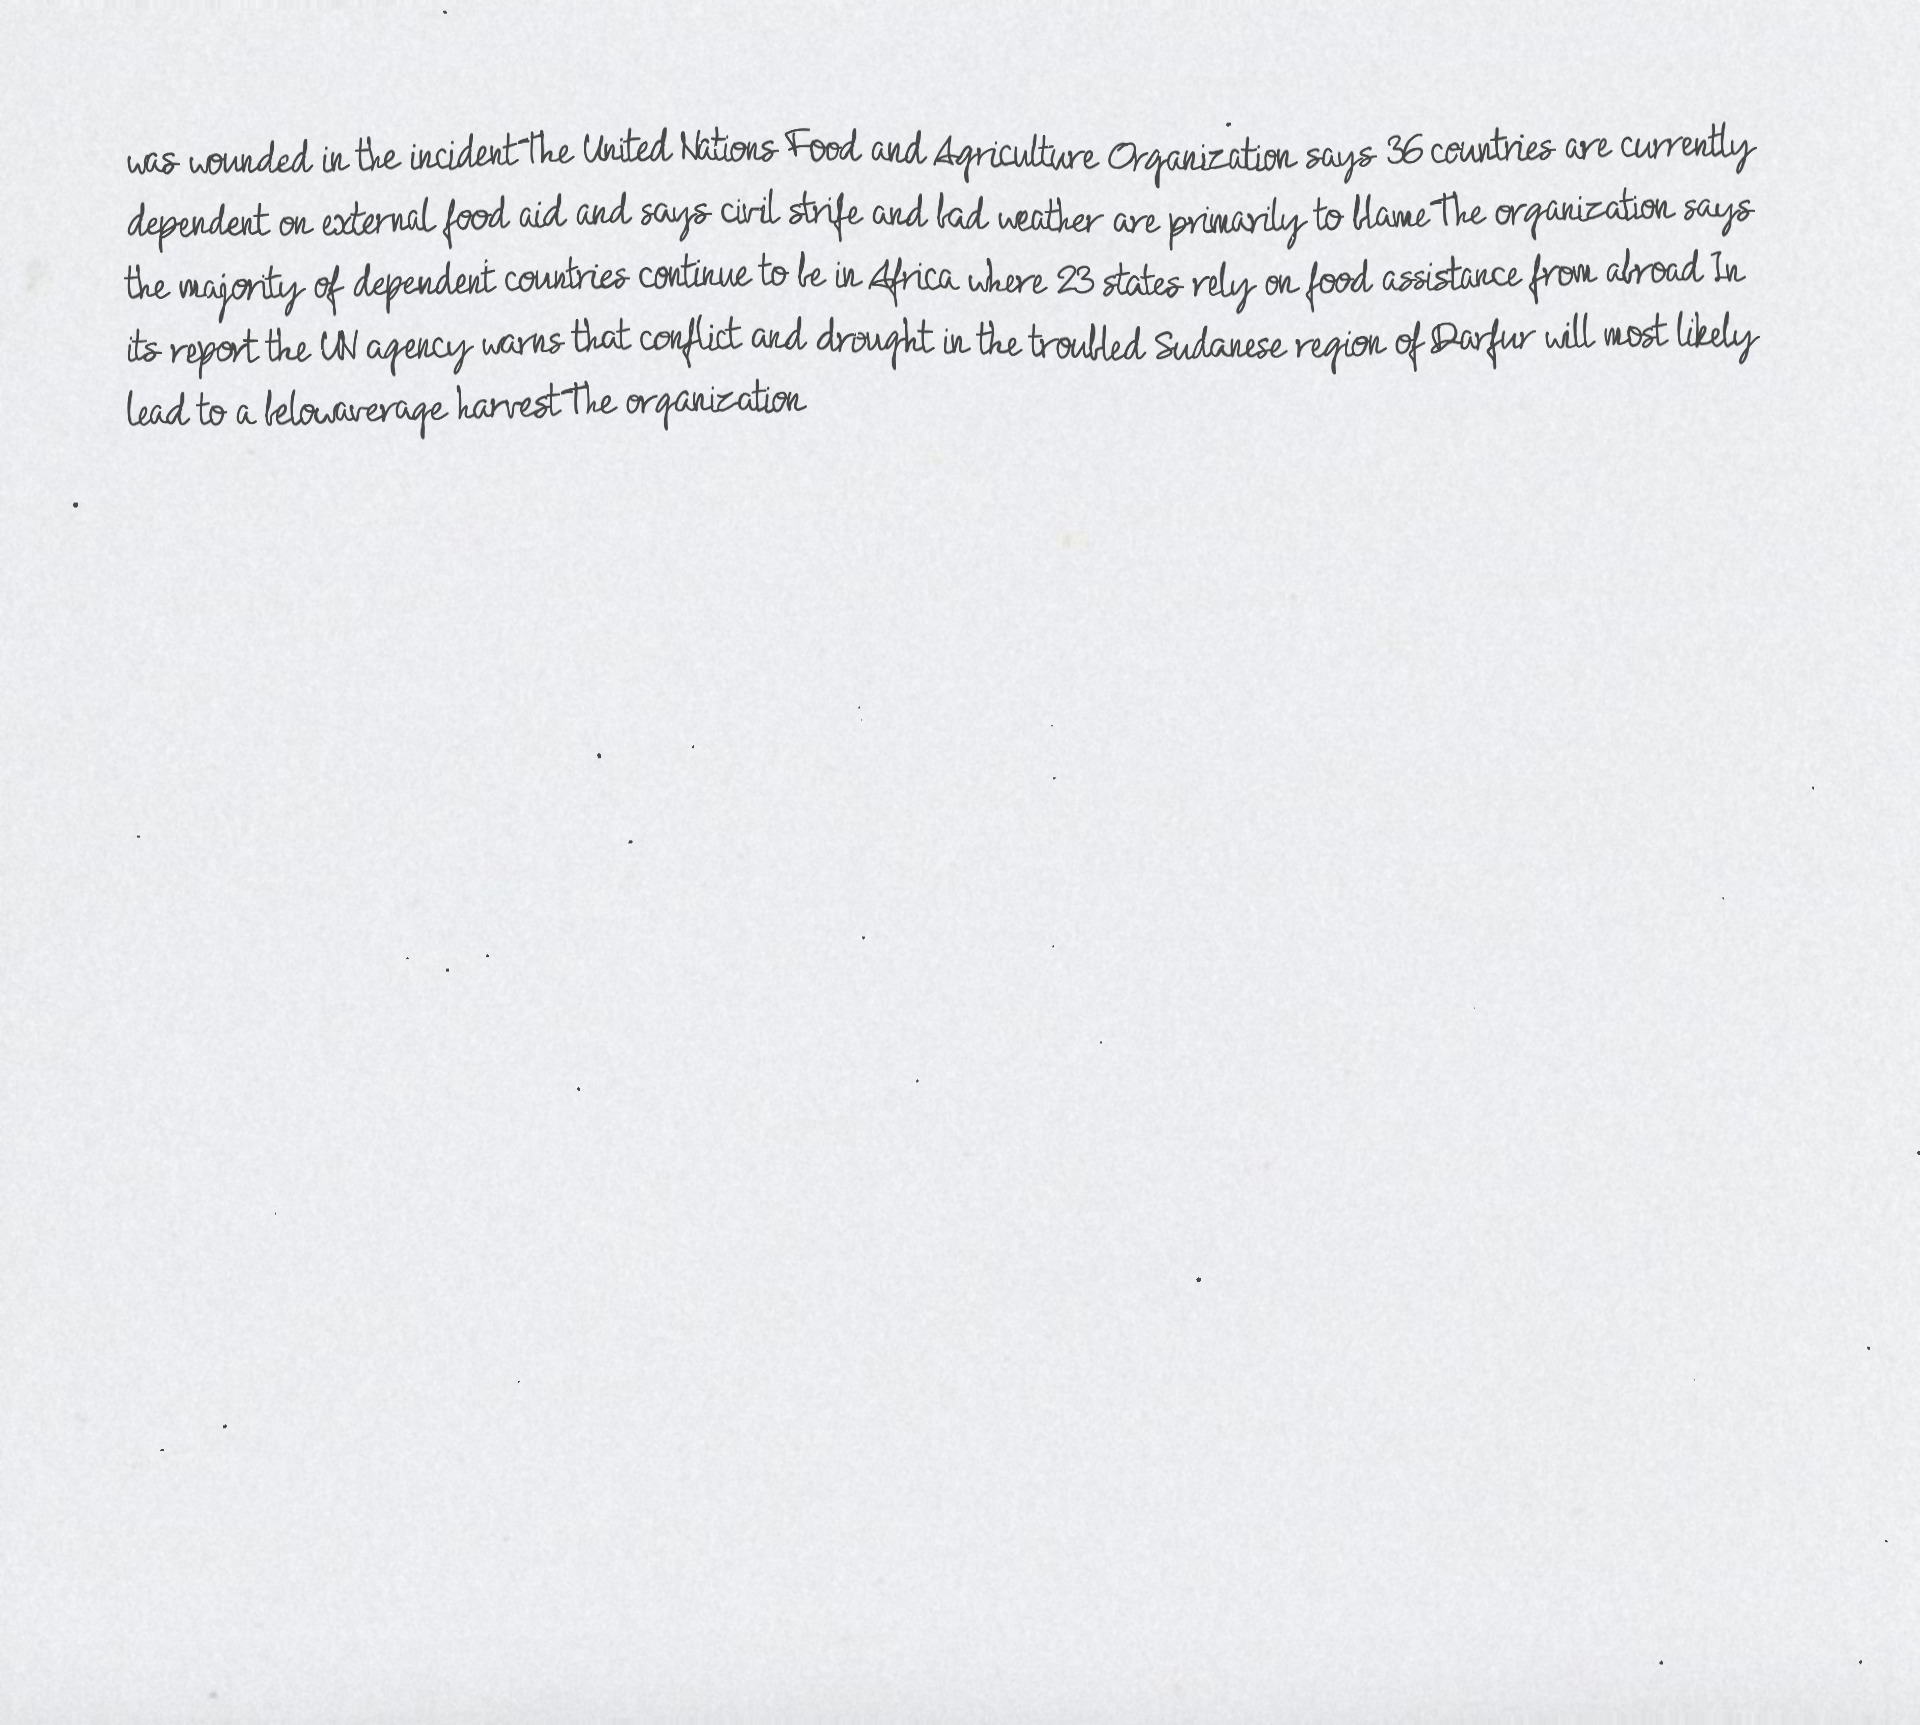 was wounded in the incident The United Nations Food and Agriculture Organization says 36 countries are currently
dependent on external food aid and says civil strife and bad weather are primarily to blame The organization says
the majority of dependent countries continue to be in Africa where 23 states rely on food assistance from abroad In
its report the UN agency warns that conflict and drought in the troubled Sudanese region of Darfur will most likely
lead to a belowaverage harvest The organization